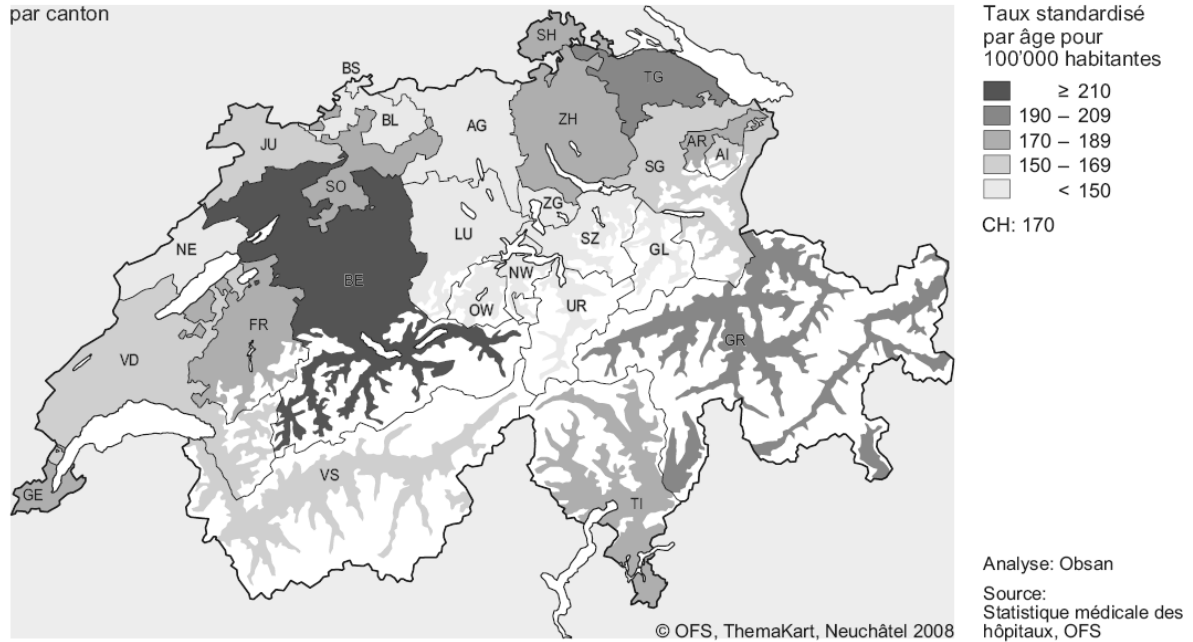 par canton
SH
BS
TG
BL
AG
ZH
JU
AR
AI
SG
SO
ZG
LU
SZ
NE
GL
NW
BE
OW
UR
FR
GR
VD
VS
GE
TI
© OFS, ThemaKart, Neuchâtel 2008
Taux standardisé
par âge pour
100'000 habitantes
≥ 210
190 – 209
170 – 189
150 – 169
< 150
CH: 170
Analyse: Obsan
Source:
Statistique médicale des
hôpitaux, OFS